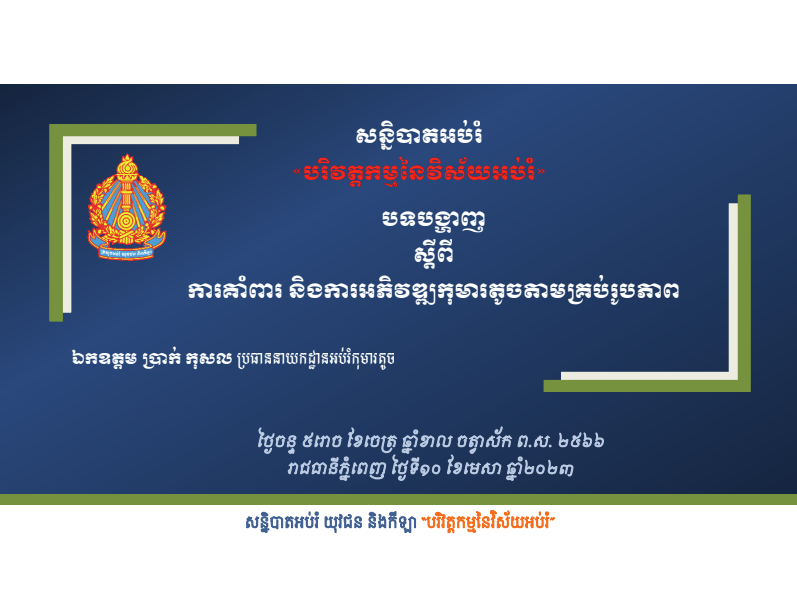 សន្និបាតអប់រំ
“បរិវត្តកម្មនៃវិស័យអប់រំ”
បទបង្ហាញ
ស្តីពី
ការគាំពារ និងការអភិវឌ្ឍកុមារតូចតាមគ្រប់រូបភាព
ឯកឧត្តម ប្រាក់ កុសល ប្រធាននាយកដ្ឋានអប់រំកុមារតូច
ថ្ងៃចន្ទ ៥រោច ខែចេត្រ ឆ្នាំខាល ចត្វាស័ក ព.ស. ២៥៦៦
រាជធានីភ្នំពេញ ថ្ងៃទី១០ ខែមេសា ឆ្នាំ២០២៣
សន្និបាតអប់រំ យុវជន និងកីឡា “បរិវត្តកម្មនៃវិស័យអប់រំ”